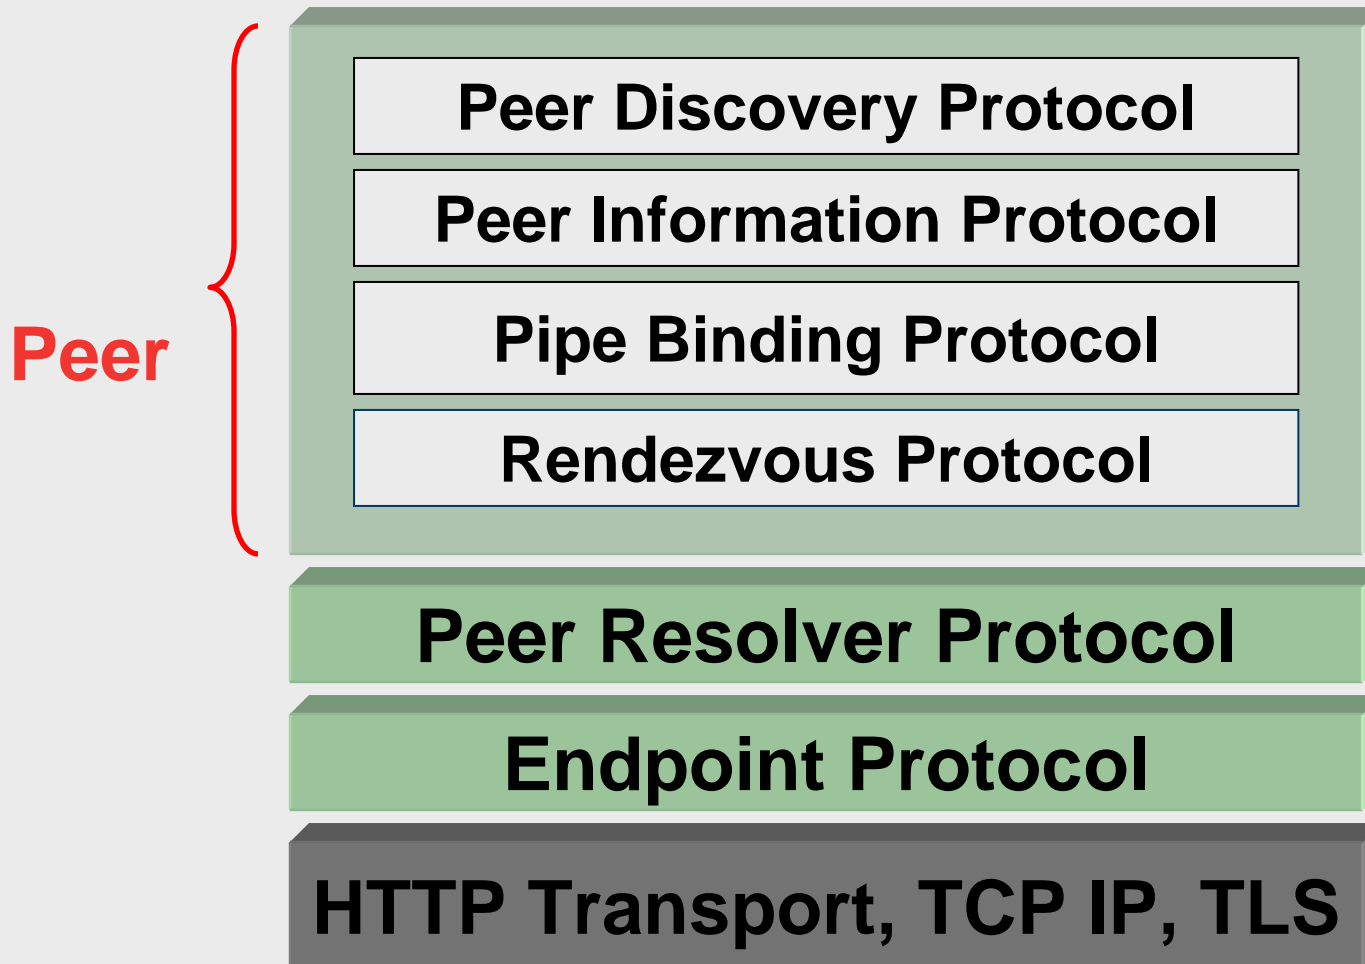 Peer Discovery Protocol
Peer Information Protocol
Pipe Binding Protocol
Peer
Rendezvous Protocol
Peer Resolver Protocol
Endpoint Protocol
HTTP Transport, TCP IP, TLS